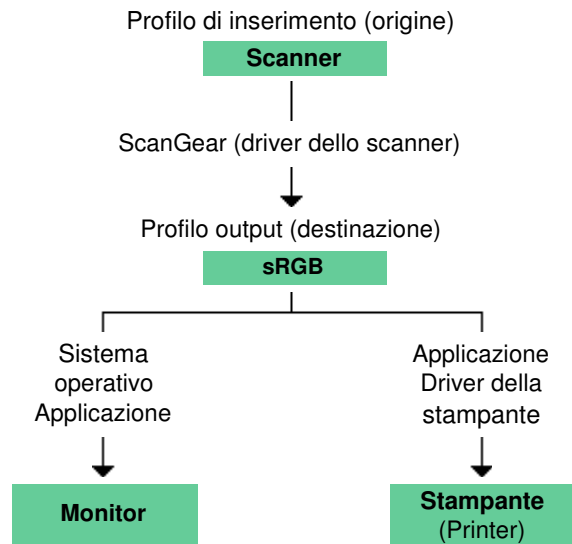 Profilo di inserimento (origine)
Scanner
ScanGear (driver dello scanner)
Profilo output (destinazione)
sRGB
Sistema
operativo
Applicazione
Applicazione
Driver della
stampante
Monitor
Stampante
(Printer)